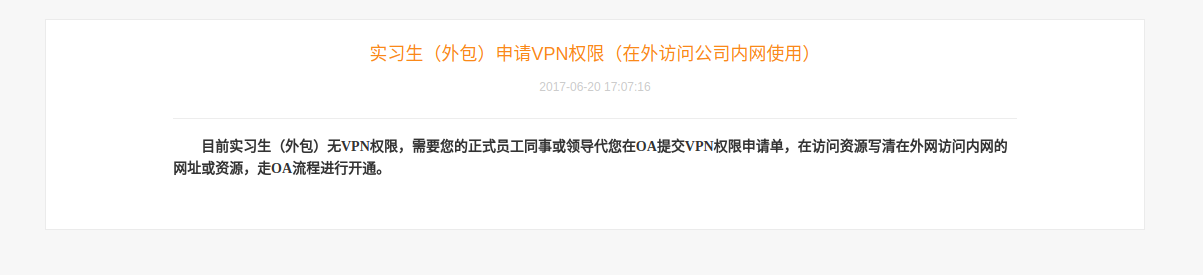 实习生（外包）申请VPN权限（在外访问公司内网使用）
2017-06-20 17:07:16
目前实习生（外包）无VPN权限，需要您的正式员工同事或领导代您在OA提交VPN权限申请单，在访问资源写清在外网访问内网的
网址或资源，走OA流程进行开通。